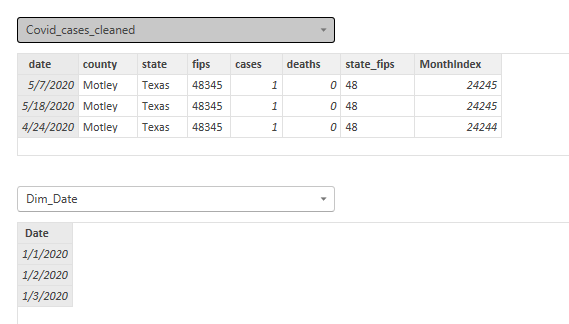 Covid_cases_cleaned
date county state fips cases deaths state_fips MonthIndex
5/7/2020 Motley Texas 48345 1 0 48 24245
5/18/2020 Motley Texas 48345 1 0 48 24245
4/24/2020 Motley Texas 48345 1 0 48 24244
Dim_Date
Date
1/1/2020
1/2/2020
1/3/2020